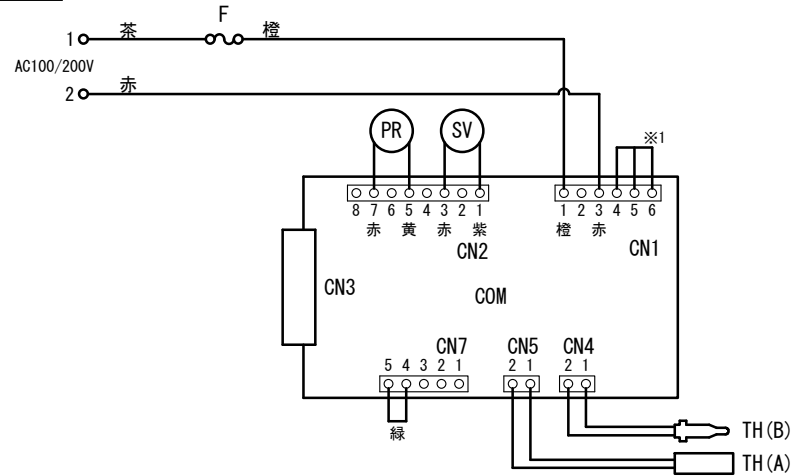 F
1 茶 橙
AC100/200V
2 赤
PR SV ※1
8 7 6 5 4 3 2 1 1 2 3 4 5 6
赤 黄 赤 紫 橙 赤
CN2 CN1
CN3 COM
CN7 CN5 CN4
5 4 3 2 1 2 1 2 1
緑
TH(B)
TH(A)